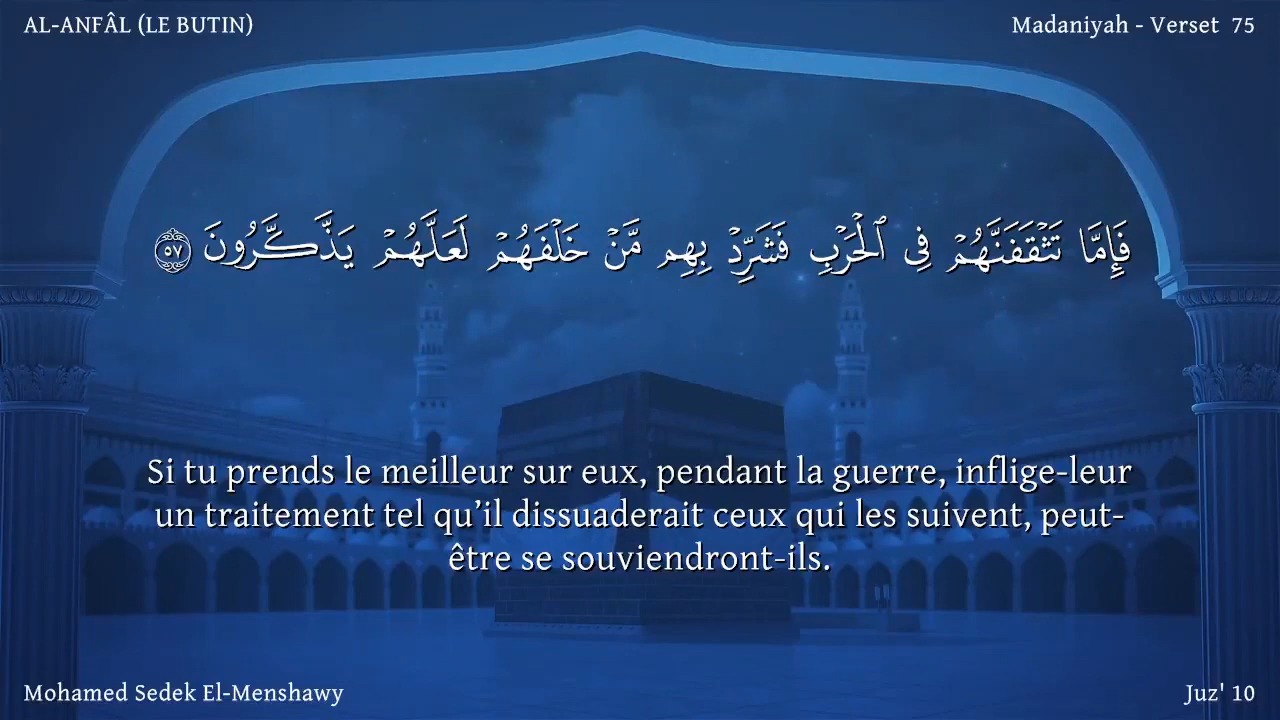 AL-ANFÂL (LE BUTIN)
Madaniyah - Verset 75
فَإِمَّا تَثْقَفَنَّهُمْ فِى ٱلْحَرْبِ فَشَرِّدْ بِهِم مَّنْ خَلْفَهُمْ لَعَلَّهُمْ يَذَّكَّرُونَ ٥٧
Si tu prends le meilleur sur eux, pendant la guerre, inflige-leur
un traitement tel qu’il dissuaderait ceux qui les suivent, peut-
être se souviendront-ils.
Mohamed Sedek El-Menshawy
Juz' 10